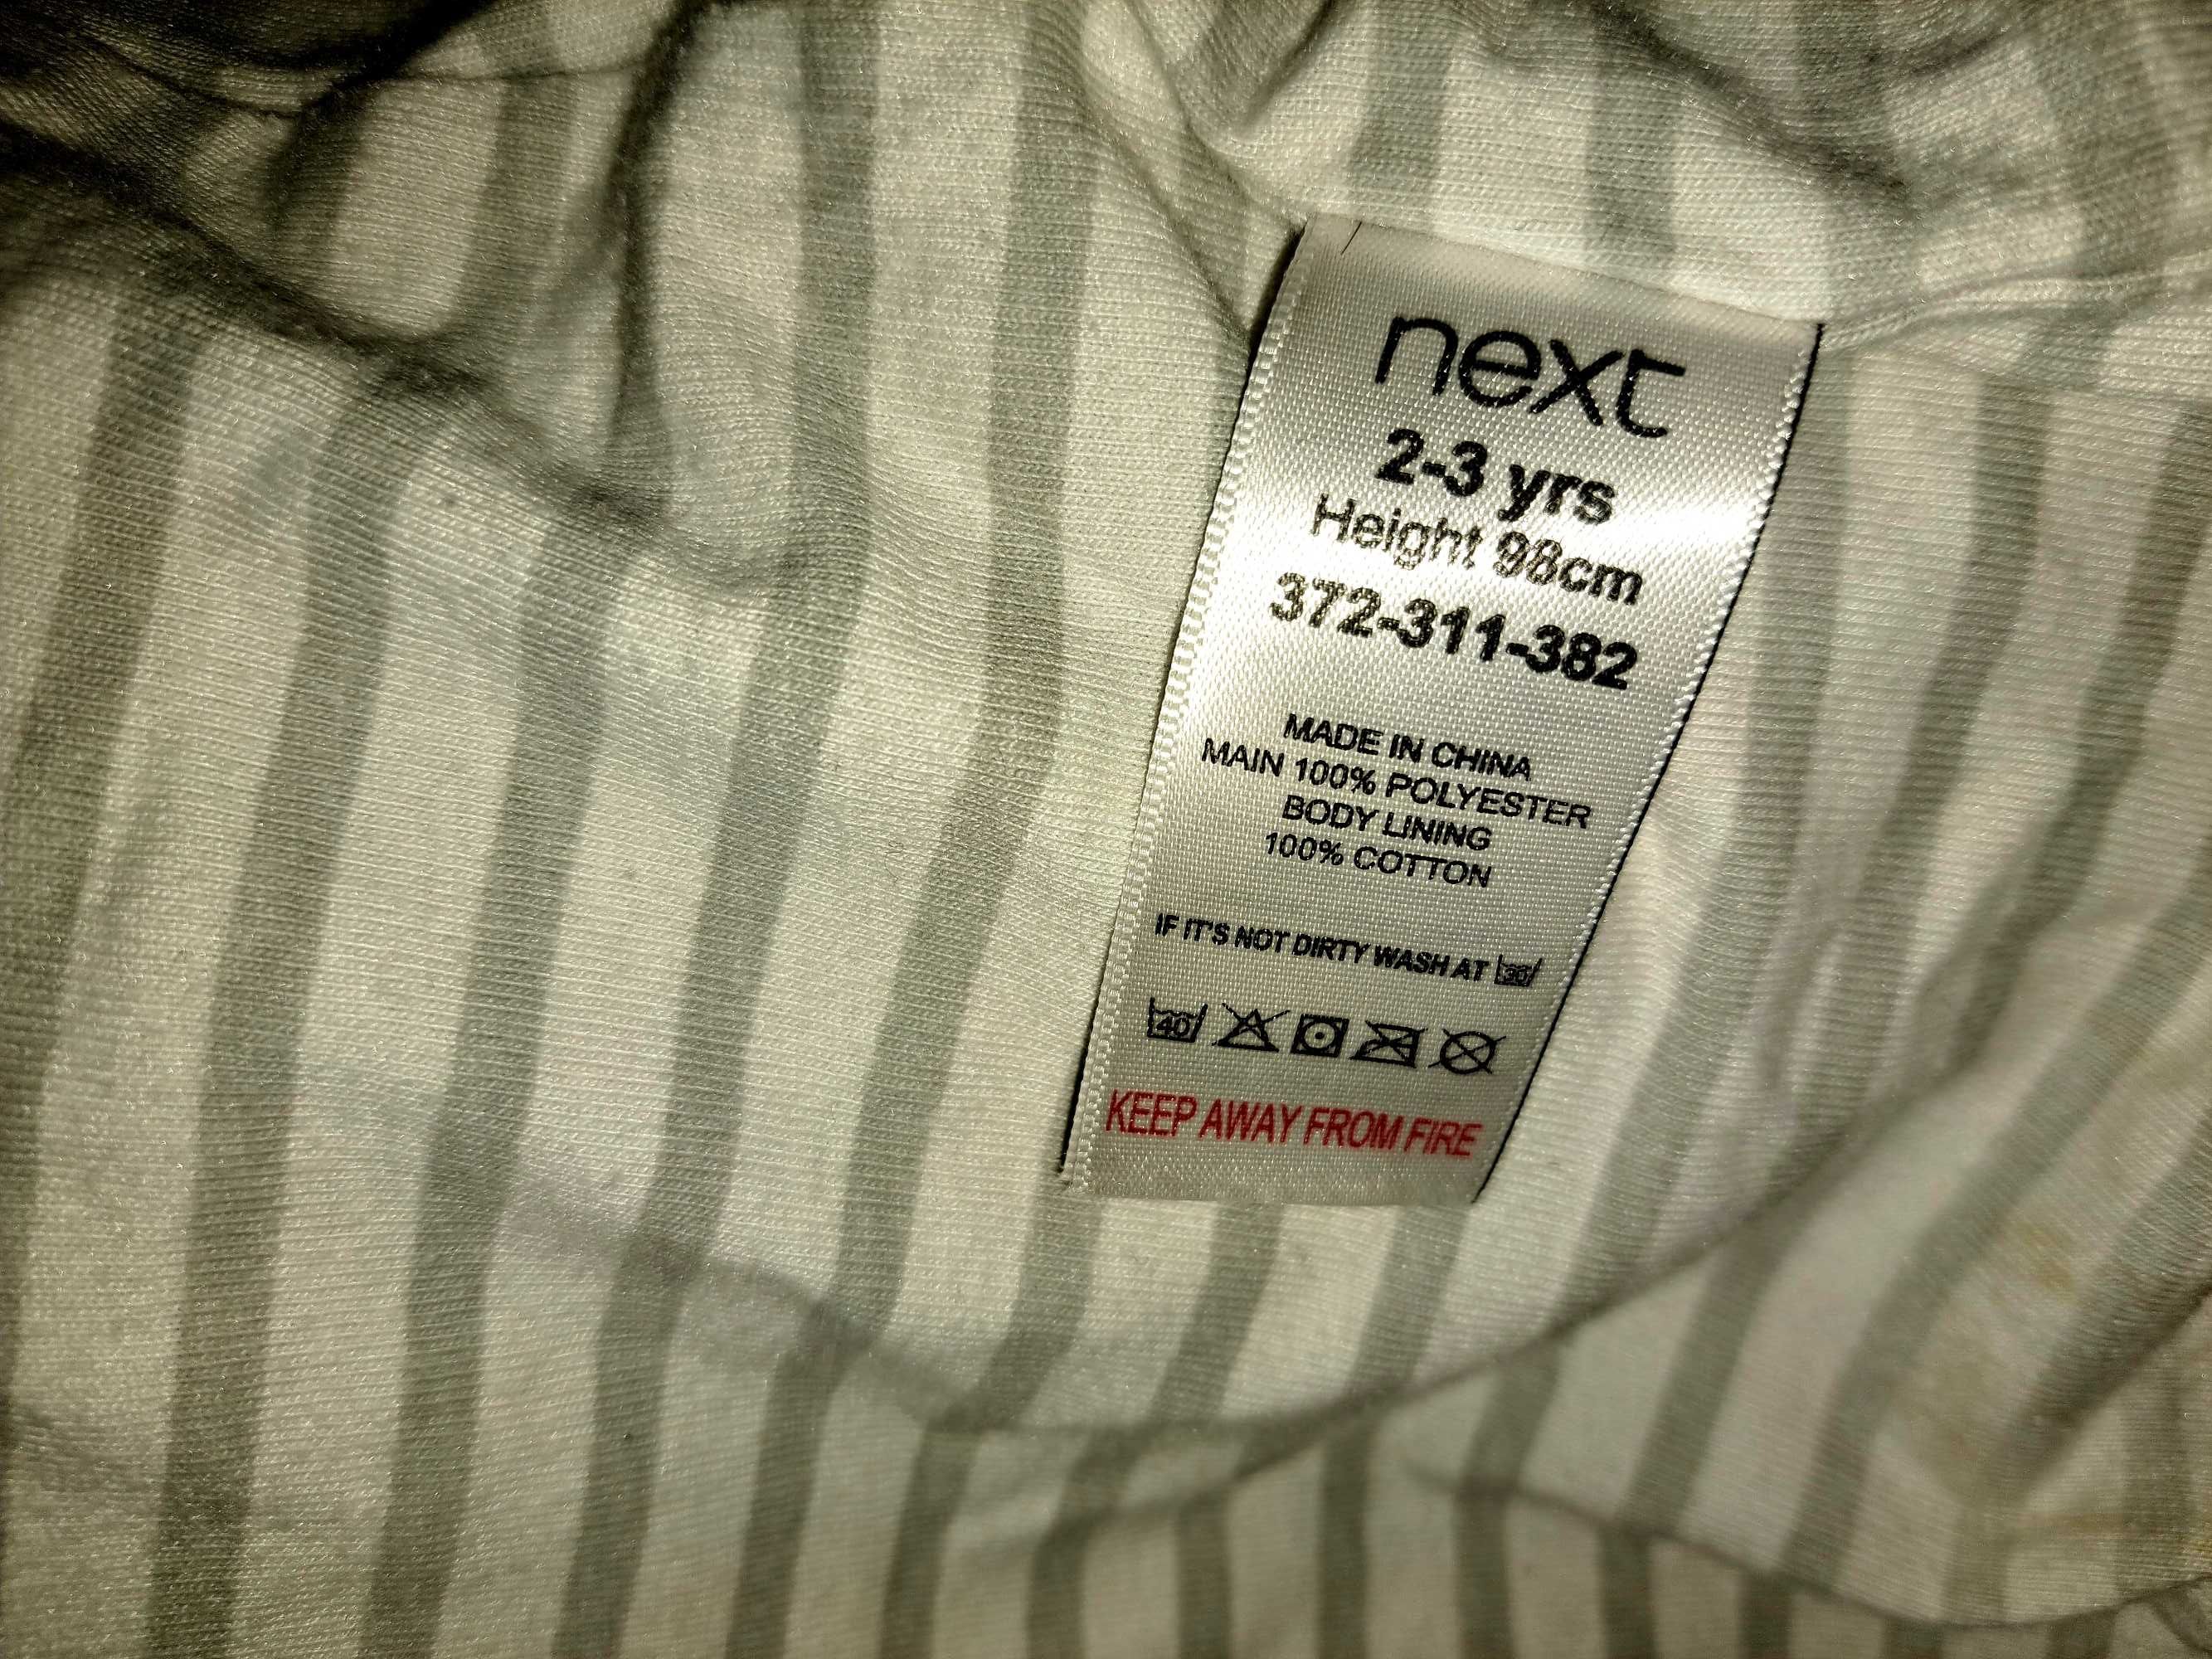 next
2-3 yrs
Height 98cm
372-311-382
MADE IN CHINA
MAIN 100% POLYESTER
BODY LINING
100% COTTON
IF IT'S NOT DIRTY WASH AT 30
40
KEEP AWAY FROM FIRE